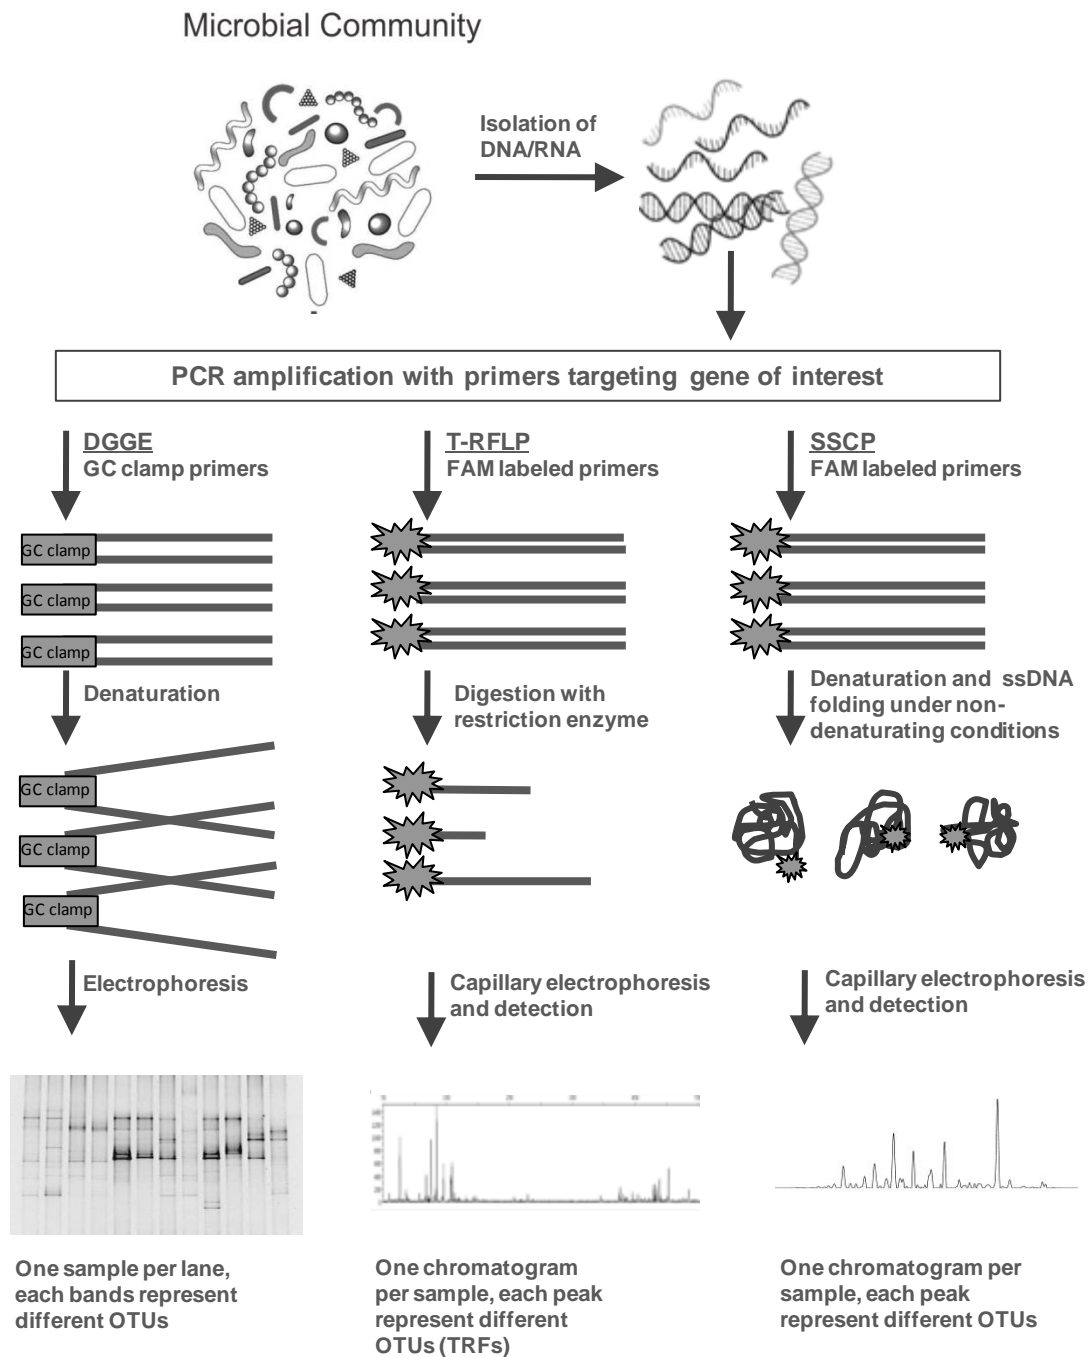 Microbial Community
Isolation of
DNA/RNA
PCR amplification with primers targeting gene of interest
DGGE
GC clamp primers
T-RFLP
FAM labeled primers
SSCP
FAM labeled primers
GC clamp
GC clamp
GC clamp
Denaturation
Digestion with
restriction enzyme
Denaturation and ssDNA
folding under non-
denaturating conditions
GC clamp
GC clamp
GC clamp
Electrophoresis
Capillary electrophoresis
and detection
Capillary electrophoresis
and detection
One sample per lane,
each bands represent
different OTUs
One chromatogram
per sample, each peak
represent different
OTUs (TRFs)
One chromatogram per
sample, each peak
represent different OTUs